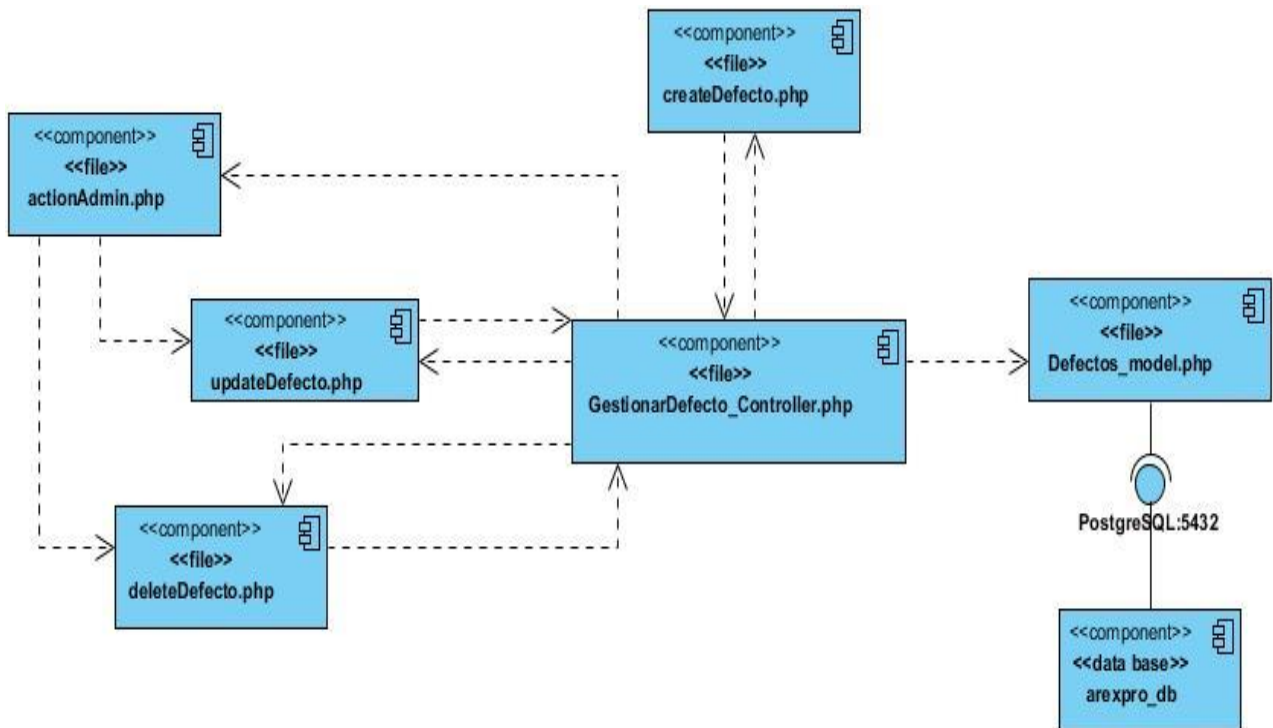 <<component>>
<<file>>
createDefecto.php
<<component>>
<<file>>
actionAdmin.php
<<component>>
<<file>>
updateDefecto.php
<<component>>
<<file>>
GestionarDefecto_Controller.php
<<component>>
<<file>>
Defectos_model.php
PostgreSQL:5432
<<component>>
<<file>>
deleteDefecto.php
<<component>>
<<data base>>
arexpro_db